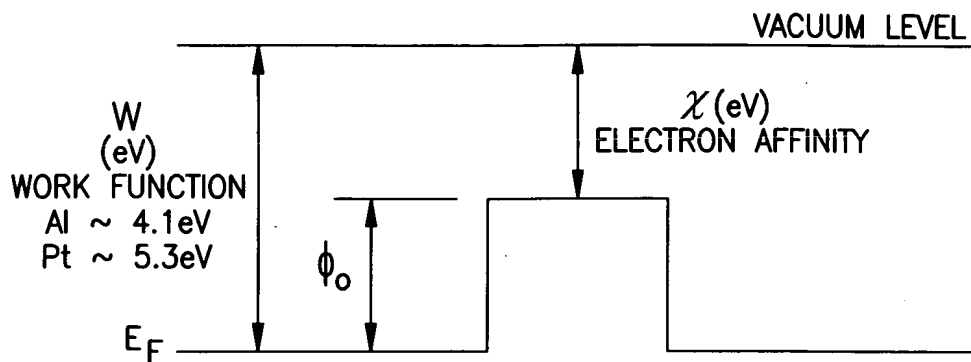 VACUUM LEVEL
W
(eV)
WORK FUNCTION
Al ~ 4.1eV
Pt ~ 5.3eV
χ(eV)
ELECTRON AFFINITY
ϕo
EF